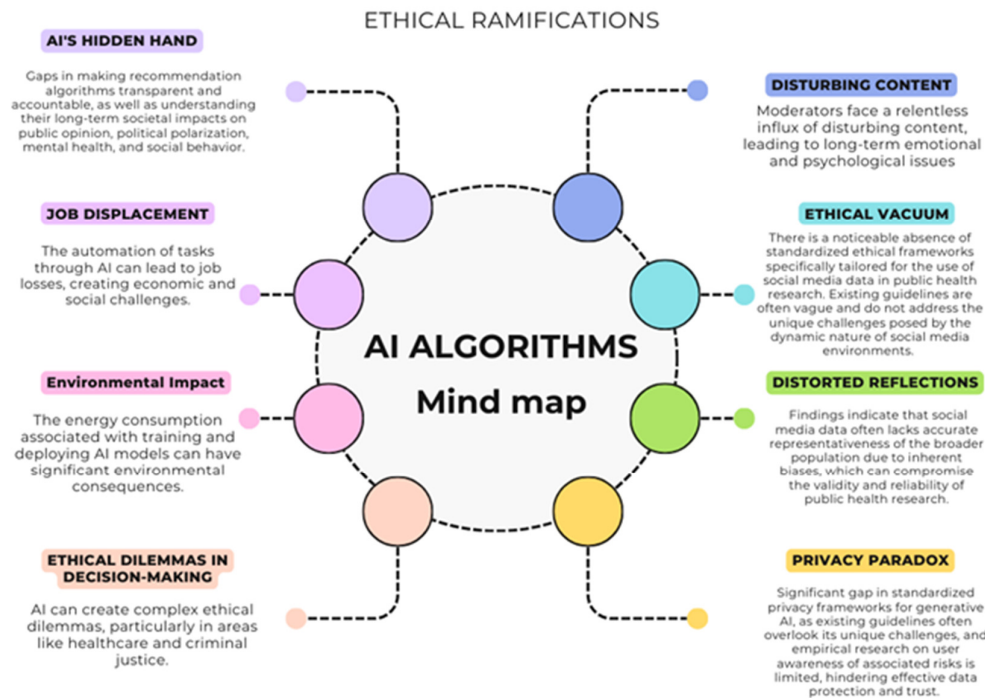 ETHICAL RAMIFICATIONS
AI'S HIDDEN HAND
Gaps in making recommendation
algorithms transparent and
accountable, as well as understanding
their long-term societal impacts on
public opinion, political polarization,
mental health, and social behavior.
JOB DISPLACEMENT
The automation of tasks
through AI can lead to job
losses, creating economic and
social challenges.
Environmental Impact
The energy consumption
associated with training and
deploying AI models can have
significant environmental
consequences.
ETHICAL DILEMMAS IN
DECISION-MAKING
AI can create complex ethical
dilemmas, particularly in areas
like healthcare and criminal
justice.
AI ALGORITHMS
Mind map
DISTURBING CONTENT
Moderators face a relentless
influx of disturbing content,
leading to long-term emotional
and psychological issues
ETHICAL VACUUM
There is a noticeable absence of
standardized ethical frameworks
specifically tailored for the use of
social media data in public health
research. Existing guidelines are
often vague and do not address the
unique challenges posed by the
dynamic nature of social media
environments.
DISTORTED REFLECTIONS
Findings indicate that social
media data often lacks accurate
representativeness of the broader
population due to inherent
biases, which can compromise
the validity and reliability of
public health research.
PRIVACY PARADOX
Significant gap in standardized
privacy frameworks for generative
AI, as existing guidelines often
overlook its unique challenges, and
empirical research on user
awareness of associated risks is
limited, hindering effective data
protection and trust.